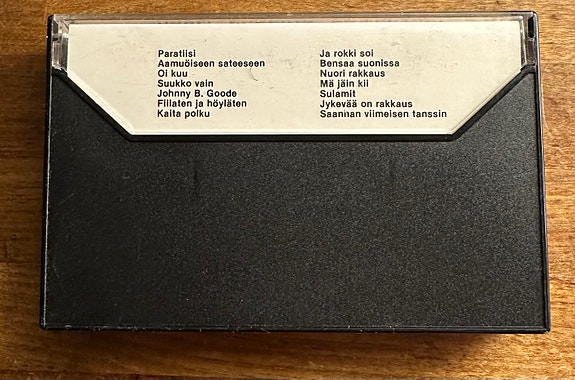 Paratiisi
Aamuöiseen sateeseen
Oi kuu
Suukko vain
Johnny B. Goode
Fiilaten ja höyläten
Kaita polku
Ja rokki soi
Bensaa suonissa
Nuori rakkaus
Mä jäin kii
Sulamit
Jykevää on rakkaus
Saanhan viimeisen tanssin